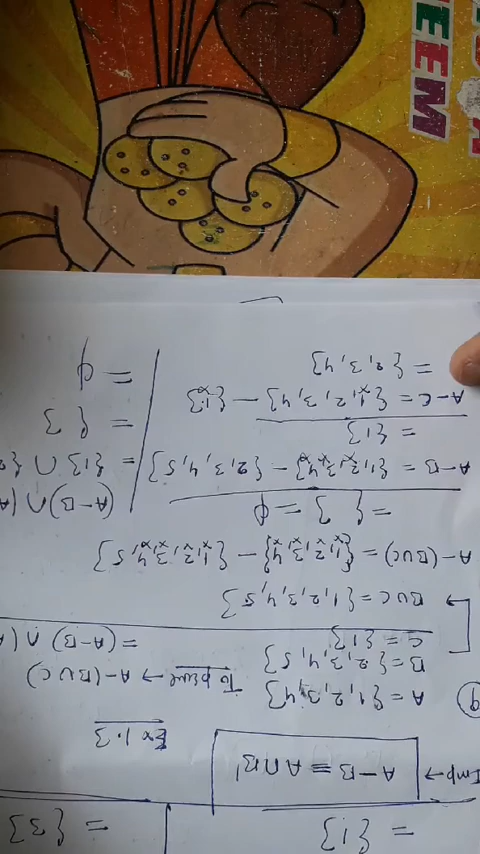 = {1}
= {3}
Imp→ A-B ≡ A∩B'
Ex 1.3
9
A = {1, 2, 3, 4}
To prove → A-(B∪C)
B = {2, 3, 4, 5}
= (A-B) ∩ (A
C = {1}
→ B∪C = {1, 2, 3, 4, 5}
A-(B∪C) = {1, 2, 3, 4} - {1, 2, 3, 4, 5}
= { } = ϕ
A-B = {1, 2, 3, 4} - {2, 3, 4, 5}
= {1}
A-C = {1, 2, 3, 4} - {1}
= {2, 3, 4}
(A-B) ∩ (A
= {1} ∩ {2
= { }
= ϕ
EEM
A